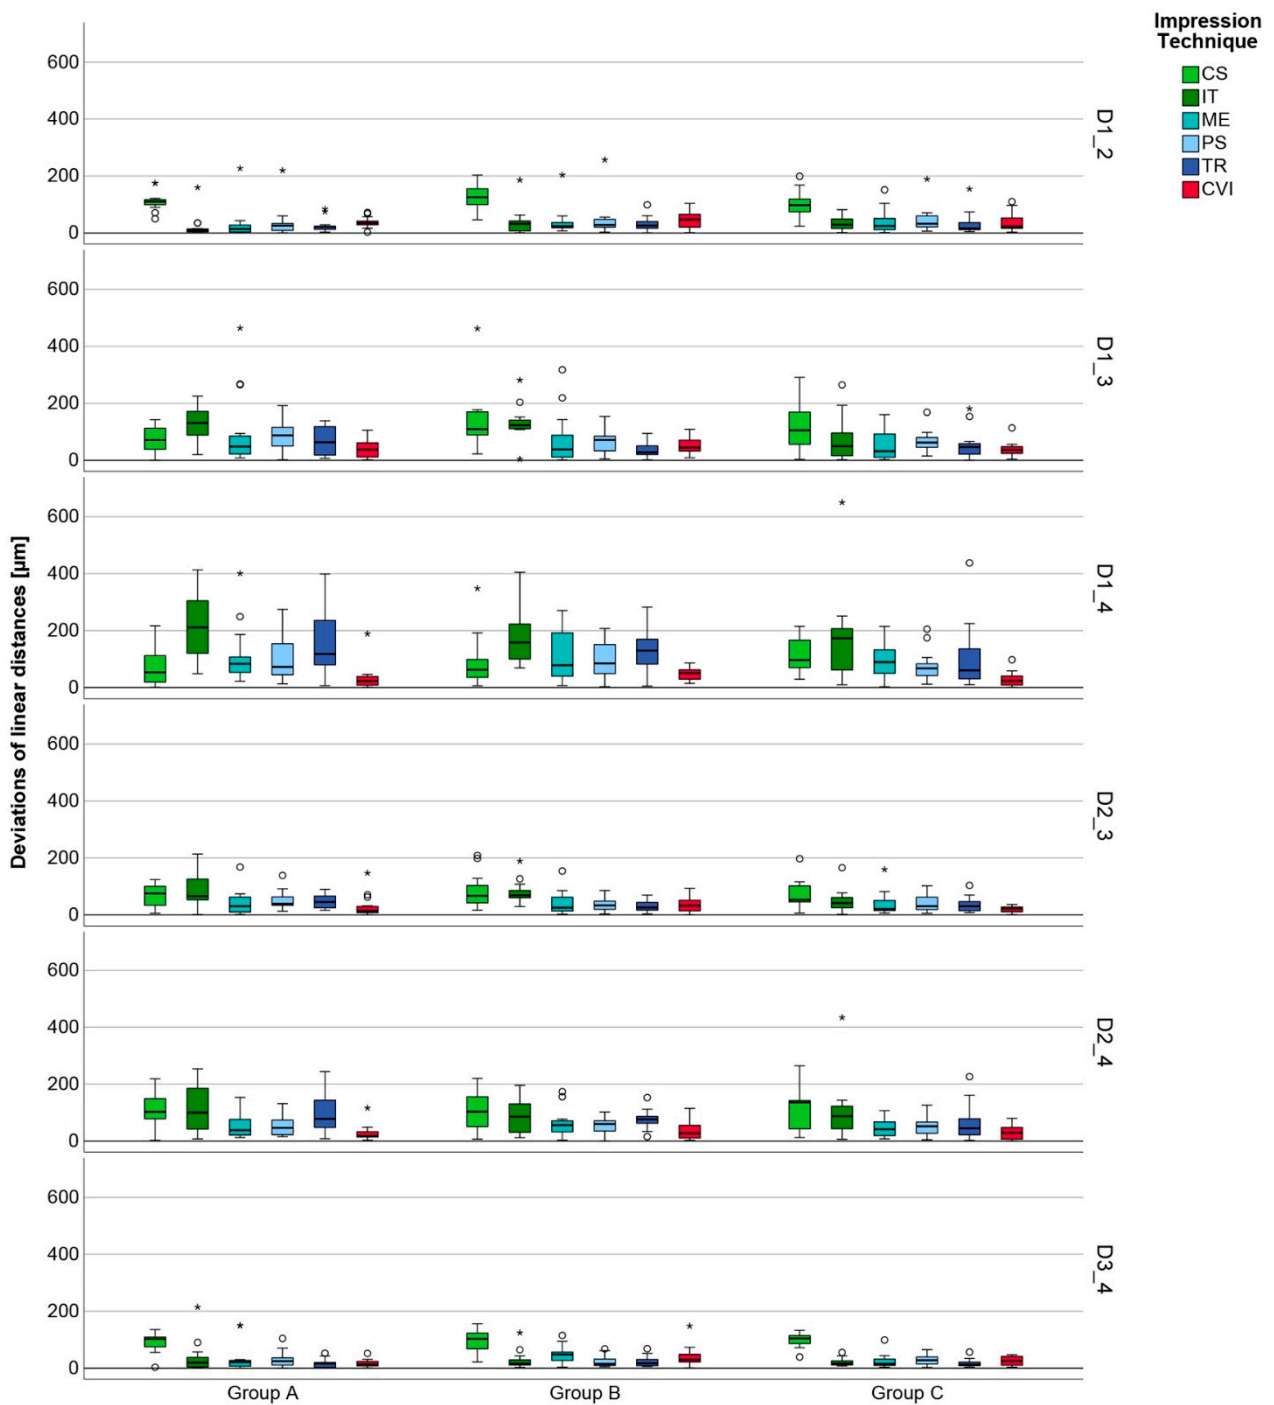 Impression
Technique
CS
IT
ME
PS
TR
CVI
Deviations of linear distances [µm]
600
400
200
0
D1_2
600
400
200
0
D1_3
600
400
200
0
D1_4
600
400
200
0
D2_3
600
400
200
0
D2_4
600
400
200
0
D3_4
Group A
Group B
Group C